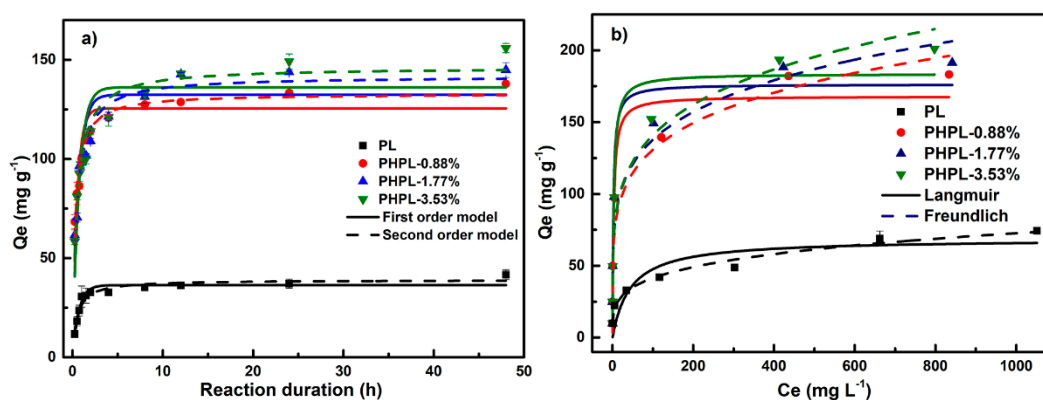 a)
Qe (mg g⁻¹)
150
100
50
0
PL
PHPL-0.88%
PHPL-1.77%
PHPL-3.53%
First order model
Second order model
0 10 20 30 40 50
Reaction duration (h)
b)
Qe (mg g⁻¹)
200
150
100
50
0
PL
PHPL-0.88%
PHPL-1.77%
PHPL-3.53%
Langmuir
Freundlich
0 200 400 600 800 1000
Ce (mg L⁻¹)